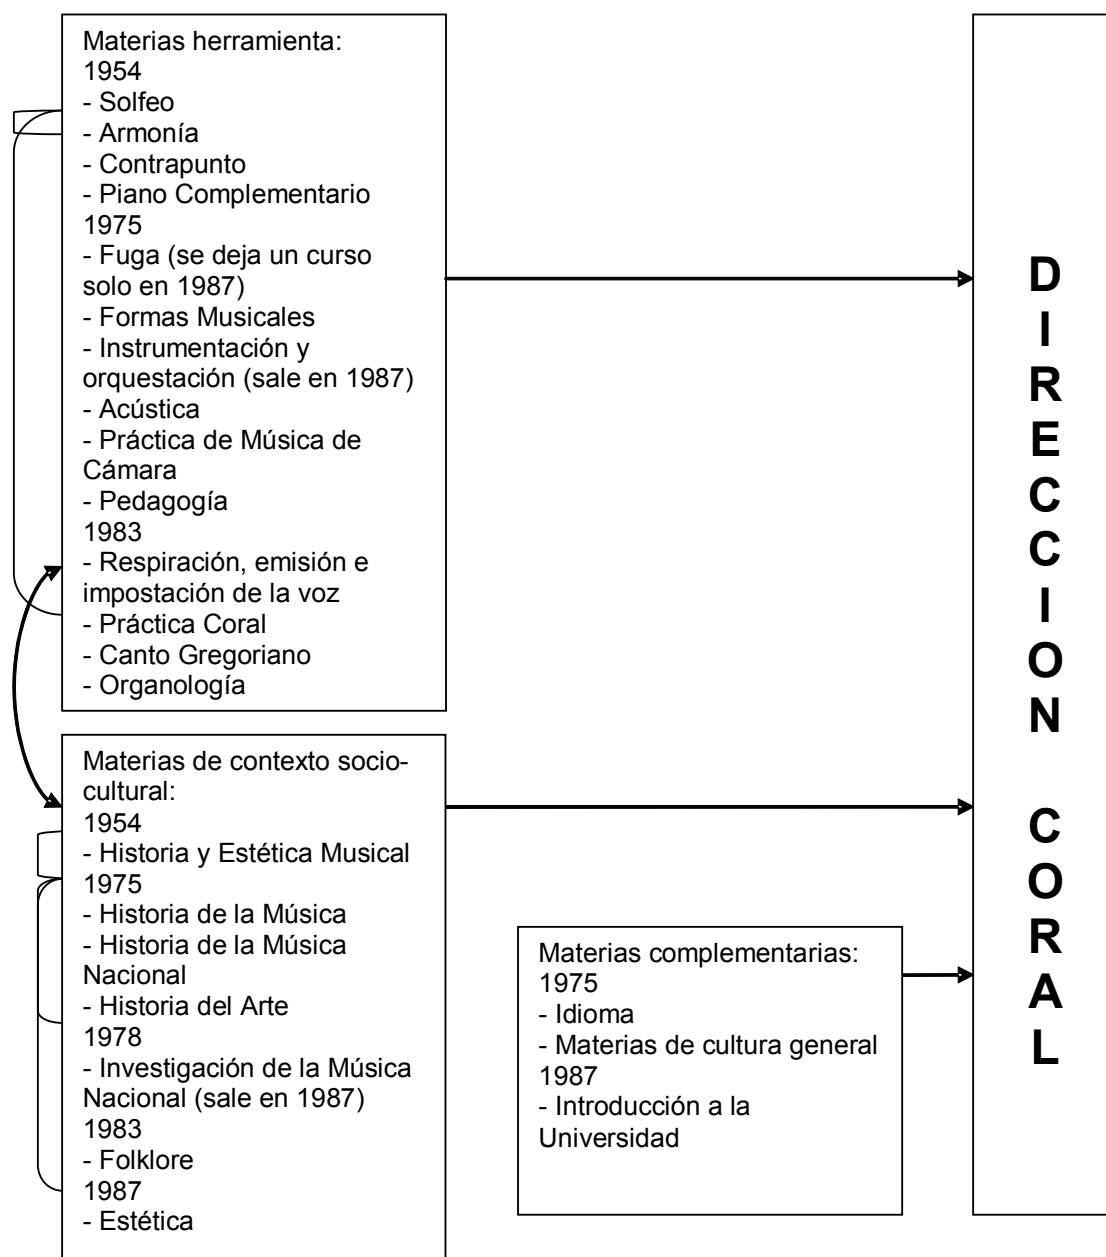 Materias herramienta:
1954
- Solfeo
- Armonía
- Contrapunto
- Piano Complementario
1975
- Fuga (se deja un curso
solo en 1987)
- Formas Musicales
- Instrumentación y
orquestación (sale en 1987)
- Acústica
- Práctica de Música de
Cámara
- Pedagogía
1983
- Respiración, emisión e
impostación de la voz
- Práctica Coral
- Canto Gregoriano
- Organología
Materias de contexto socio-
cultural:
1954
- Historia y Estética Musical
1975
- Historia de la Música
- Historia de la Música
Nacional
- Historia del Arte
1978
- Investigación de la Música
Nacional (sale en 1987)
1983
- Folklore
1987
- Estética
Materias complementarias:
1975
- Idioma
- Materias de cultura general
1987
- Introducción a la
Universidad
D
I
R
E
C
C
I
O
N
C
O
R
A
L